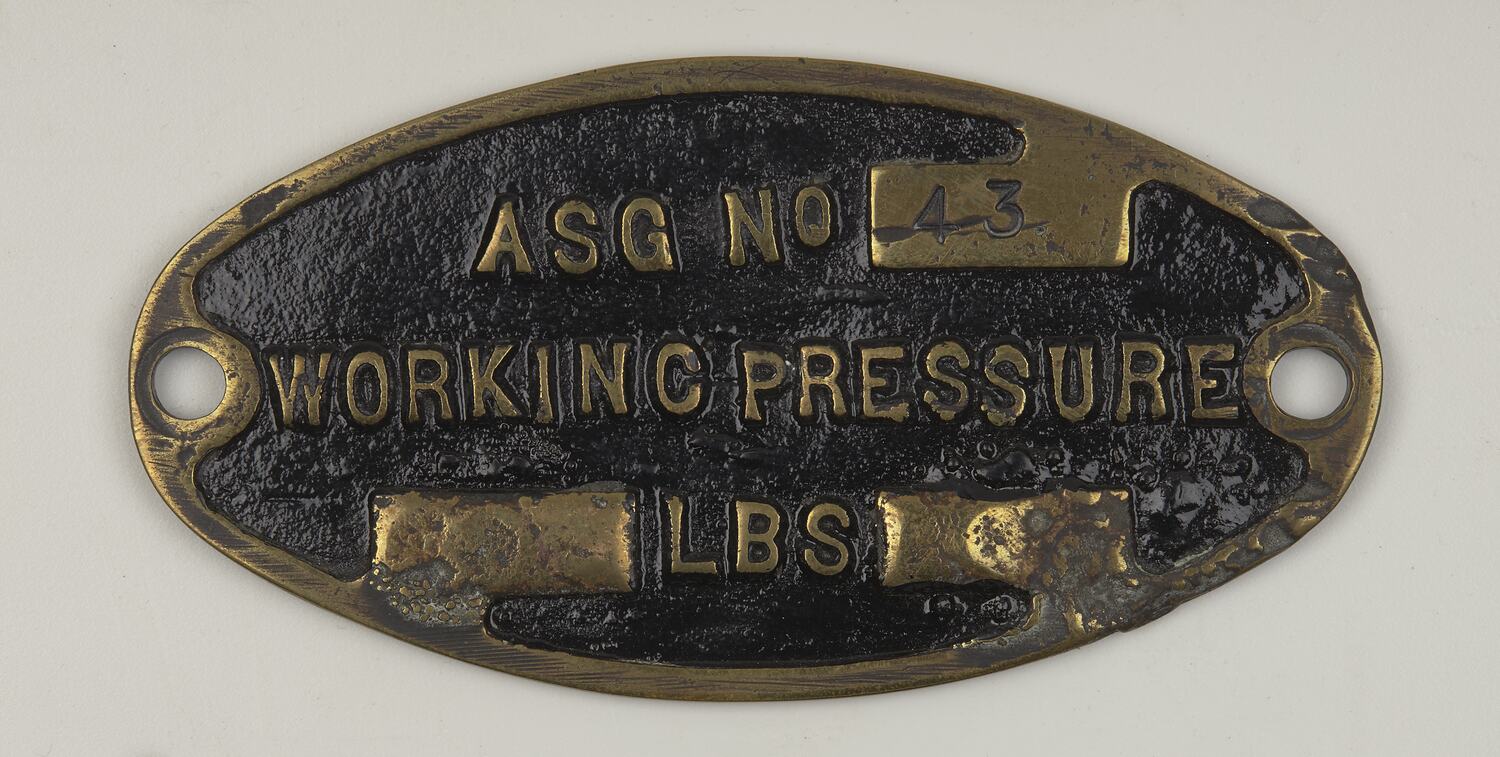 ASG NO 43
WORKING PRESSURE
LBS